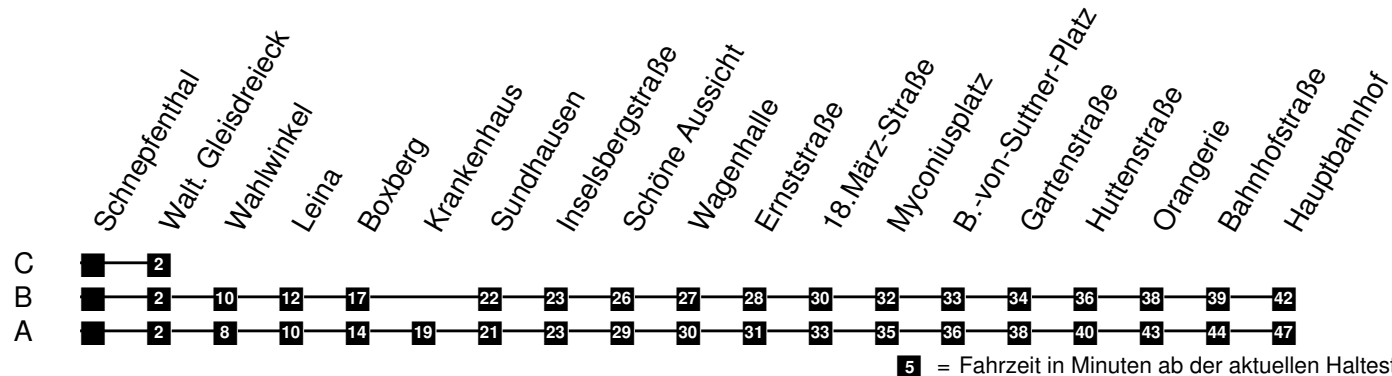 Schnepfenthal
Walt. Gleisdreieck
Wahlwinkel
Leina
Boxberg
Krankenhaus
Sundhausen
Inselsbergstraße
Schöne Aussicht
Wagenhalle
Ernststraße
18.März-Straße
Myconiusplatz
B.-von-Suttner-Platz
Gartenstraße
Huttenstraße
Orangerie
Bahnhofstraße
Hauptbahnhof
C 2
B 2 10 12 17 22 23 26 27 28 30 32 33 34 36 38 39 42
A 2 8 10 14 19 21 23 29 30 31 33 35 36 38 40 43 44 47
5 = Fahrzeit in Minuten ab der aktuellen